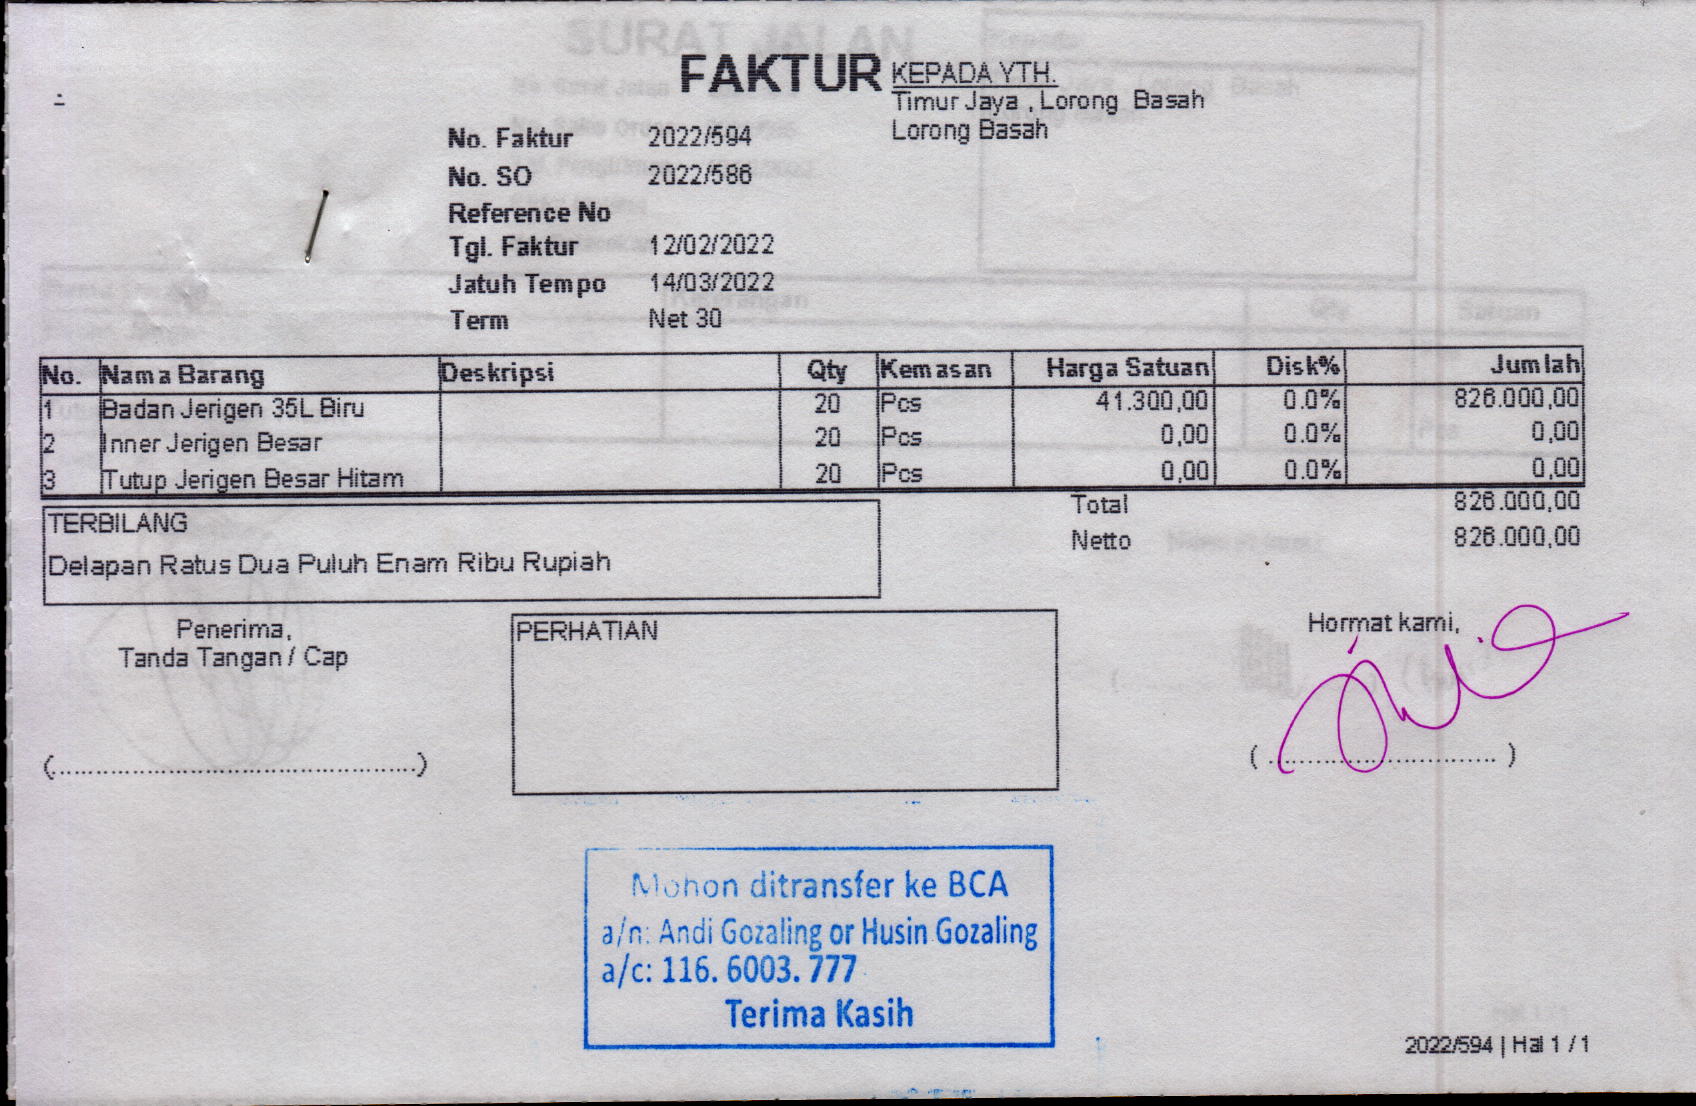 FAKTUR
KEPADA YTH.
Timur Jaya , Lorong Basah
Lorong Basah
No. Faktur 2022/594
No. SO 2022/586
Reference No
Tgl. Faktur 12/02/2022
Jatuh Tempo 14/03/2022
Term Net 30
No. Nama Barang Deskripsi Qty Kemasan Harga Satuan Disk% Jumlah
1 Badan Jerigen 35L Biru 20 Pcs 41.300,00 0.0% 826.000,00
2 Inner Jerigen Besar 20 Pcs 0,00 0.0% 0,00
3 Tutup Jerigen Besar Hitam 20 Pcs 0,00 0.0% 0,00
Total 826.000,00
Netto 826.000,00
TERBILANG
Delapan Ratus Dua Puluh Enam Ribu Rupiah
Penerima,
Tanda Tangan / Cap
(................................................)
PERHATIAN
Hormat kami,
( .............................. )
Mohon ditransfer ke BCA
a/n: Andi Gozaling or Husin Gozaling
a/c: 116. 6003. 777
Terima Kasih
2022/594 | Hal 1 / 1